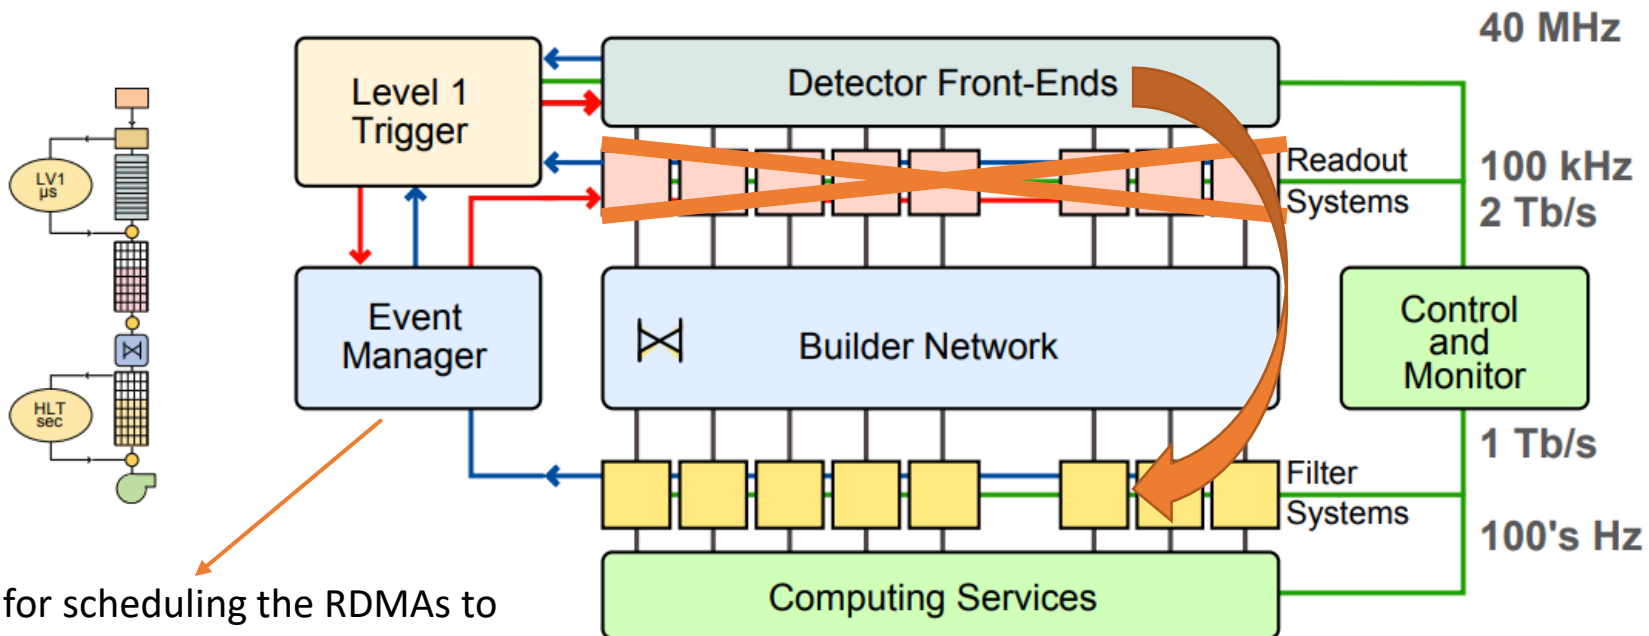 40 MHz
Level 1
Trigger
Detector Front-Ends
LV1
µs
Readout
Systems
100 kHz
2 Tb/s
Event
Manager
Builder Network
Control
and
Monitor
HLT
sec
1 Tb/s
Filter
Systems
100's Hz
for scheduling the RDMAs to
Computing Services